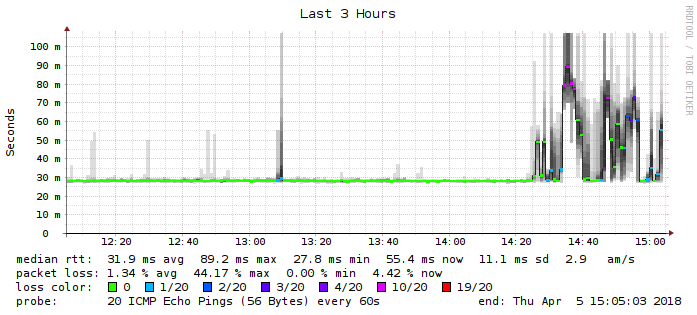 Last 3 Hours
RRDTOOL / TOBI OETIKER
Seconds
100 m
90 m
80 m
70 m
60 m
50 m
40 m
30 m
20 m
10 m
0
12:20 12:40 13:00 13:20 13:40 14:00 14:20 14:40 15:00
median rtt: 31.9 ms avg 89.2 ms max 27.8 ms min 55.4 ms now 11.1 ms sd 2.9 am/s
packet loss: 1.34 % avg 44.17 % max 0.00 % min 4.42 % now
loss color: 0 1/20 2/20 3/20 4/20 10/20 19/20
probe: 20 ICMP Echo Pings (56 Bytes) every 60s end: Thu Apr 5 15:05:03 2018